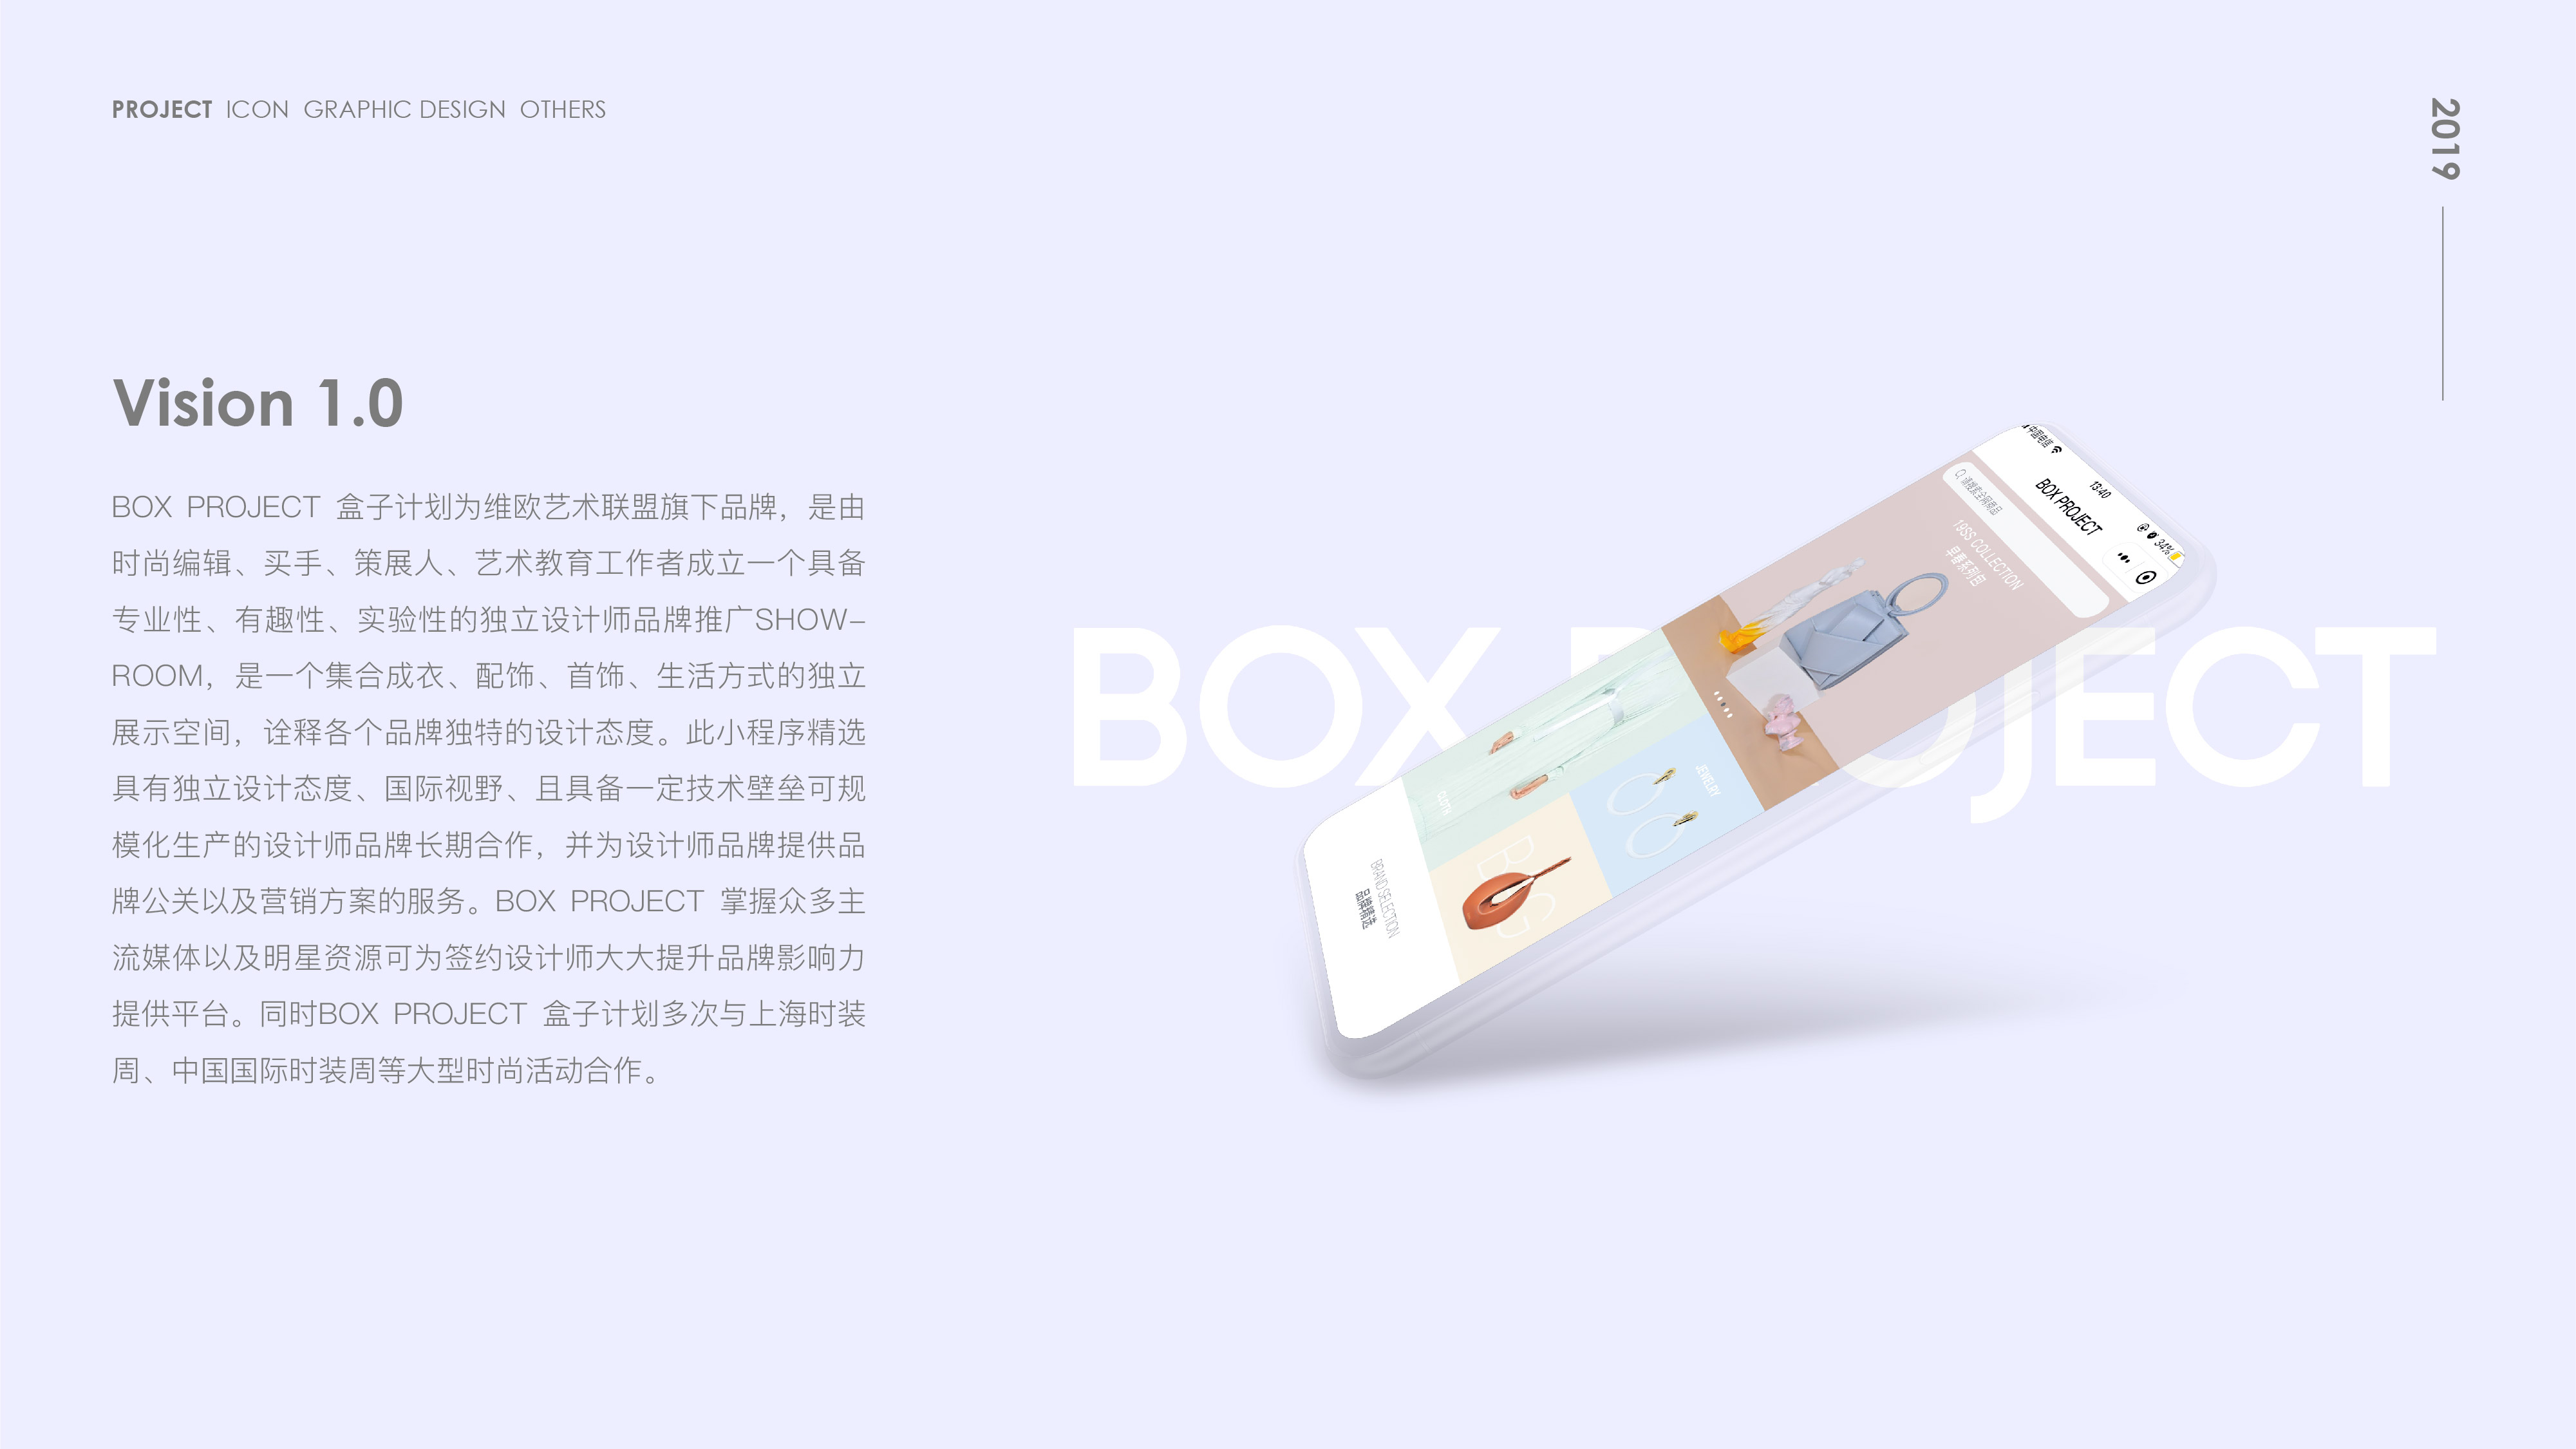 PROJECT ICON GRAPHIC DESIGN OTHERS
2019
Vision 1.0
BOX PROJECT 盒子计划为维欧艺术联盟旗下品牌，是由
时尚编辑、买手、策展人、艺术教育工作者成立一个具备
专业性、有趣性、实验性的独立设计师品牌推广SHOW-
ROOM，是一个集合成衣、配饰、首饰、生活方式的独立
展示空间，诠释各个品牌独特的设计态度。此小程序精选
具有独立设计态度、国际视野、且具备一定技术壁垒可规
模化生产的设计师品牌长期合作，并为设计师品牌提供品
牌公关以及营销方案的服务。BOX PROJECT 掌握众多主
流媒体以及明星资源可为签约设计师大大提升品牌影响力
提供平台。同时BOX PROJECT 盒子计划多次与上海时装
周、中国国际时装周等大型时尚活动合作。
BOX PROJECT
中国电信
13:40
34%
BOX PROJECT
19SS COLLECTION
早春系列包
CLOTH
JEWELRY
BAG
BRAND SELECTION
品牌精选